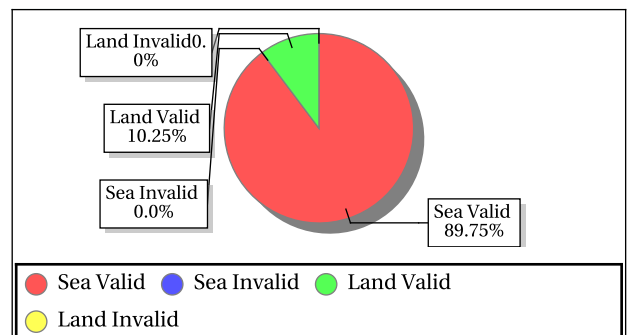 Land Invalid0.
0%
Land Valid
10.25%
Sea Invalid
0.0%
Sea Valid
89.75%
Sea Valid Sea Invalid Land Valid
Land Invalid